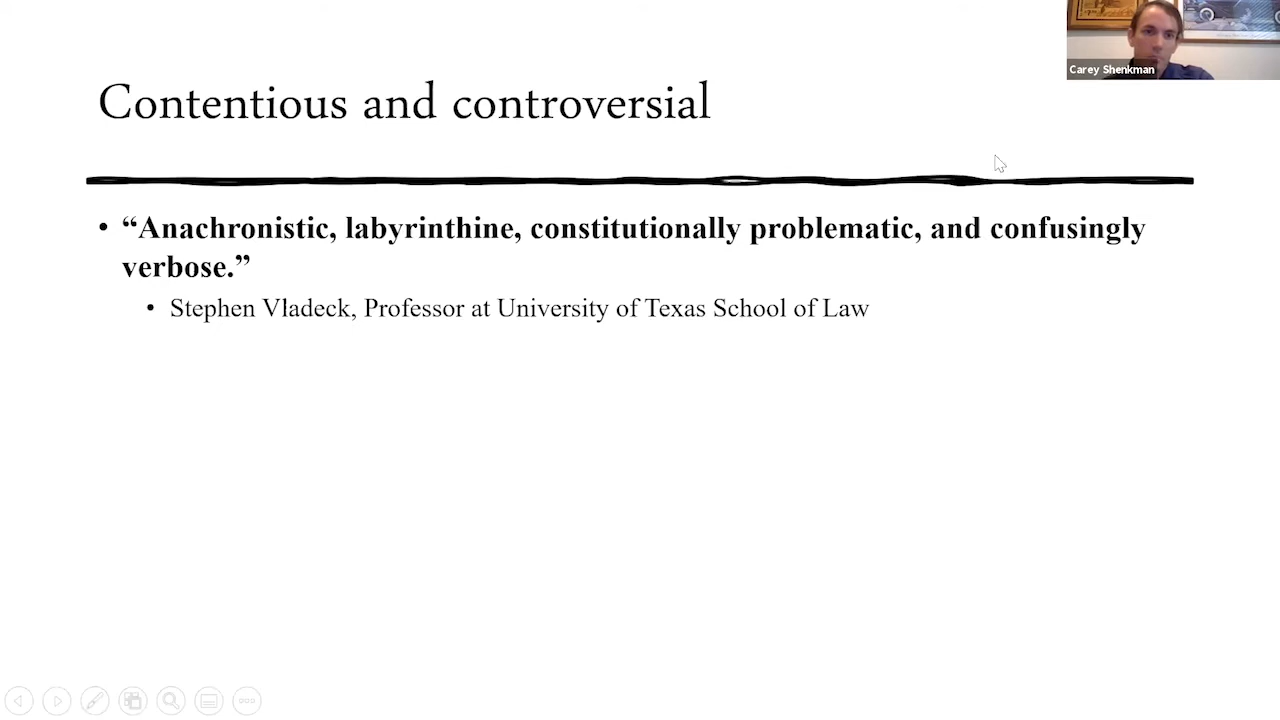 Carey Shenkman
Contentious and controversial
• “Anachronistic, labyrinthine, constitutionally problematic, and confusingly
verbose.”
• Stephen Vladeck, Professor at University of Texas School of Law